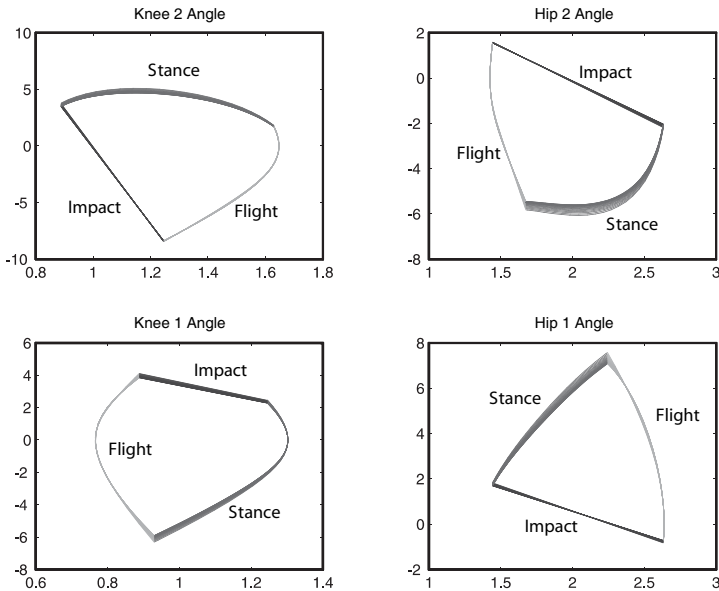 Knee 2 Angle
10
5
0
-5
-10
0.8
1
1.2
1.4
1.6
1.8
Stance
Impact
Flight
Hip 2 Angle
2
0
-2
-4
-6
-8
1
1.5
2
2.5
3
Impact
Flight
Stance
Knee 1 Angle
6
4
2
0
-2
-4
-6
-8
0.6
0.8
1
1.2
1.4
Impact
Flight
Stance
Hip 1 Angle
8
6
4
2
0
-2
1
1.5
2
2.5
3
Stance
Flight
Impact